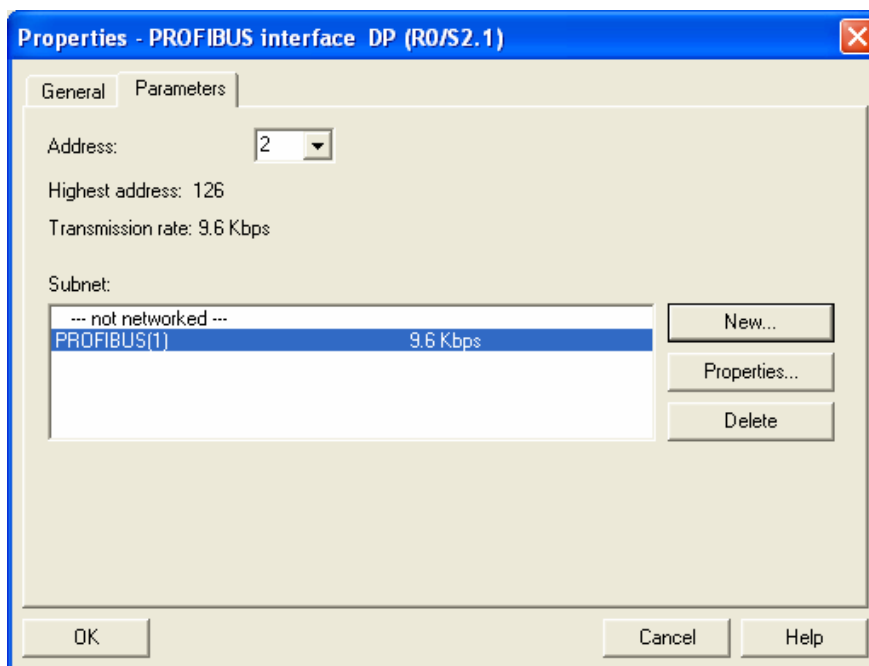 Properties - PROFIBUS interface DP (R0/S2.1)
General Parameters
Address: 2
Highest address: 126
Transmission rate: 9.6 Kbps
Subnet:
--- not networked ---
PROFIBUS(1) 9.6 Kbps
New...
Properties...
Delete
OK Cancel Help